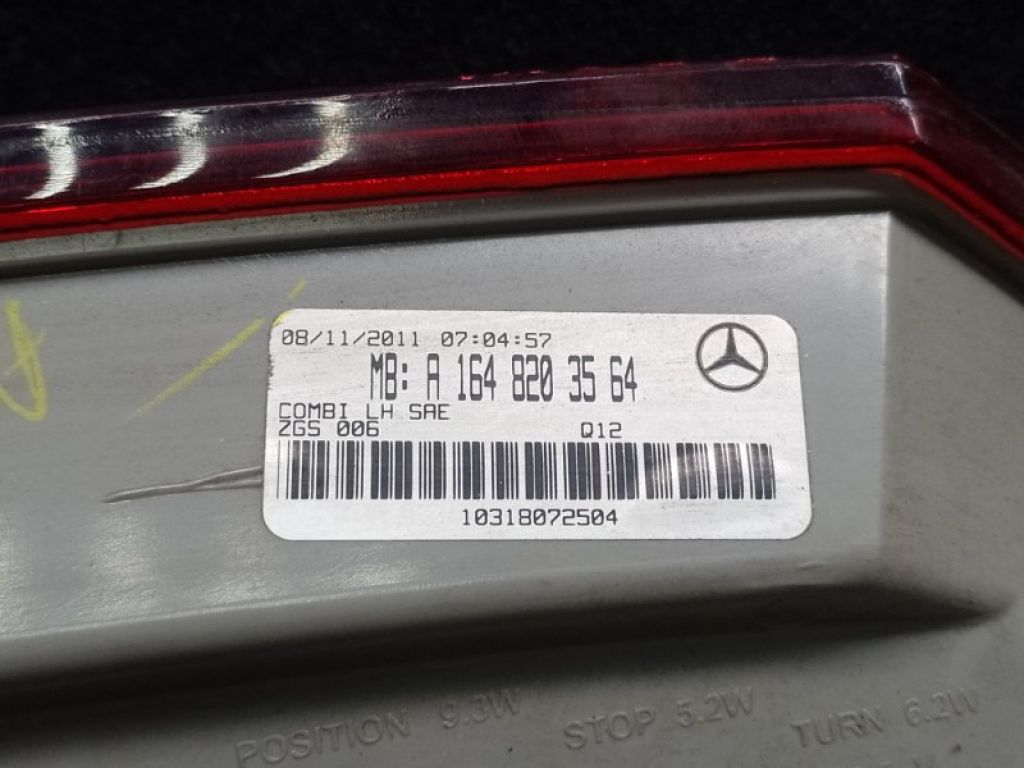 08/11/2011 07:04:57
MB: A 164 820 35 64
COMBI LH SAE
ZGS 006 Q12
10318072504
POSITION 9.3W STOP 5.2W TURN 6.2W